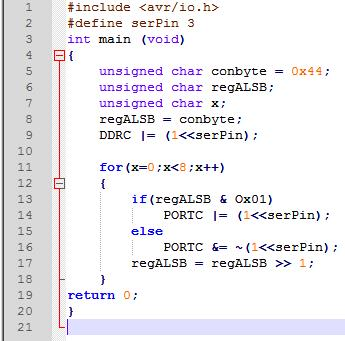 1 #include <avr/io.h>
2 #define serPin 3
3 int main (void)
4 {
5 unsigned char conbyte = 0x44;
6 unsigned char regALSB;
7 unsigned char x;
8 regALSB = conbyte;
9 DDRC |= (1<<serPin);
10
11 for(x=0;x<8;x++)
12 {
13 if(regALSB & Ox01)
14 PORTC |= (1<<serPin);
15 else
16 PORTC &= ~(1<<serPin);
17 regALSB = regALSB >> 1;
18 }
19 return 0;
20 }
21